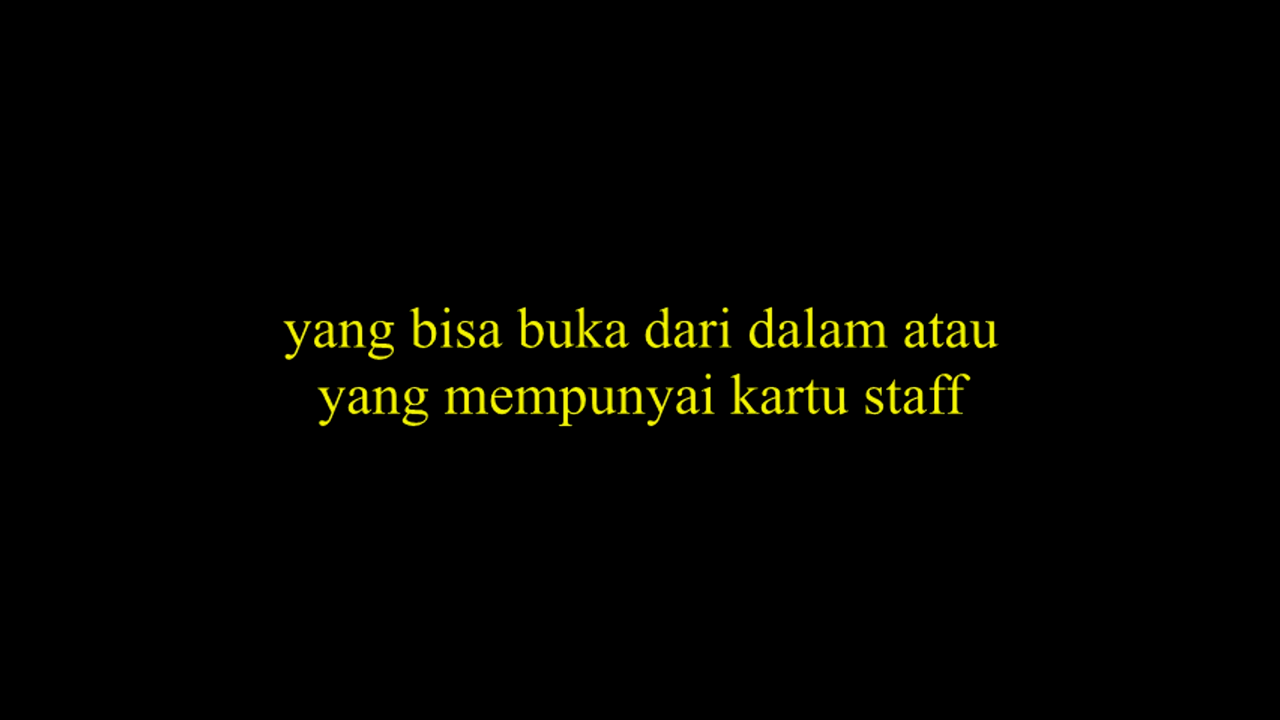 yang bisa buka dari dalam atau
yang mempunyai kartu staff